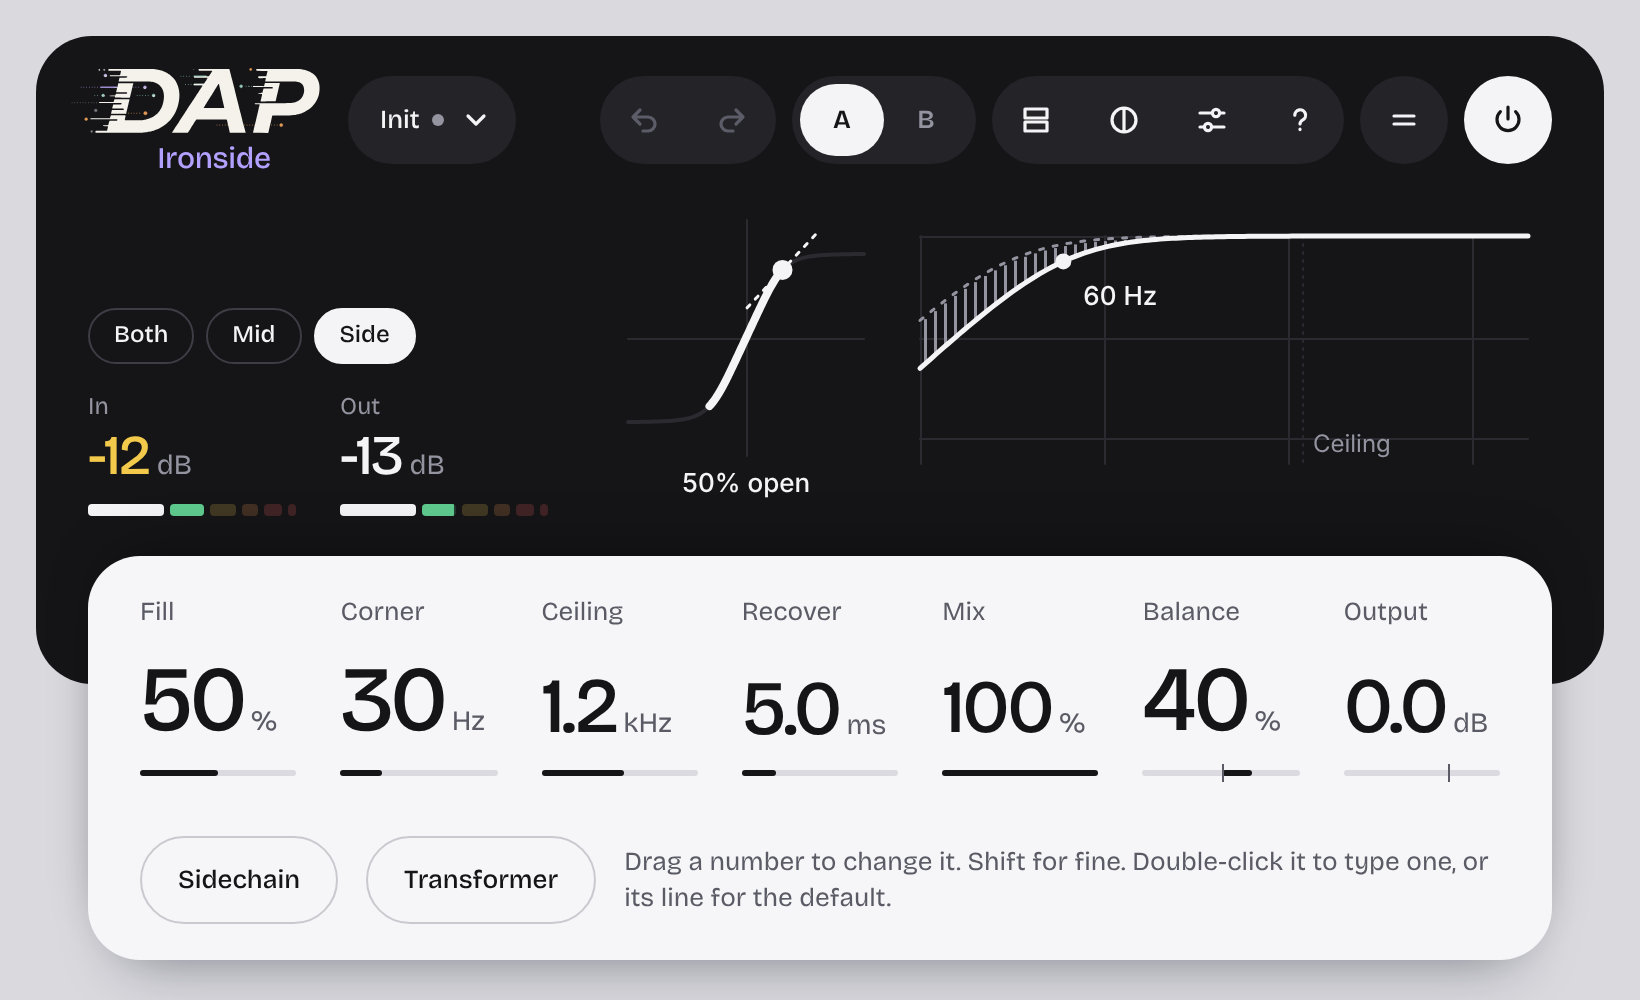 DAP
Ironside
Init
A
B
?
Both
Mid
Side
In
Out
-12 dB
-13 dB
50% open
60 Hz
Ceiling
Fill
Corner
Ceiling
Recover
Mix
Balance
Output
50 %
30 Hz
1.2 kHz
5.0 ms
100 %
40 %
0.0 dB
Sidechain
Transformer
Drag a number to change it. Shift for fine. Double-click it to type one, or
its line for the default.